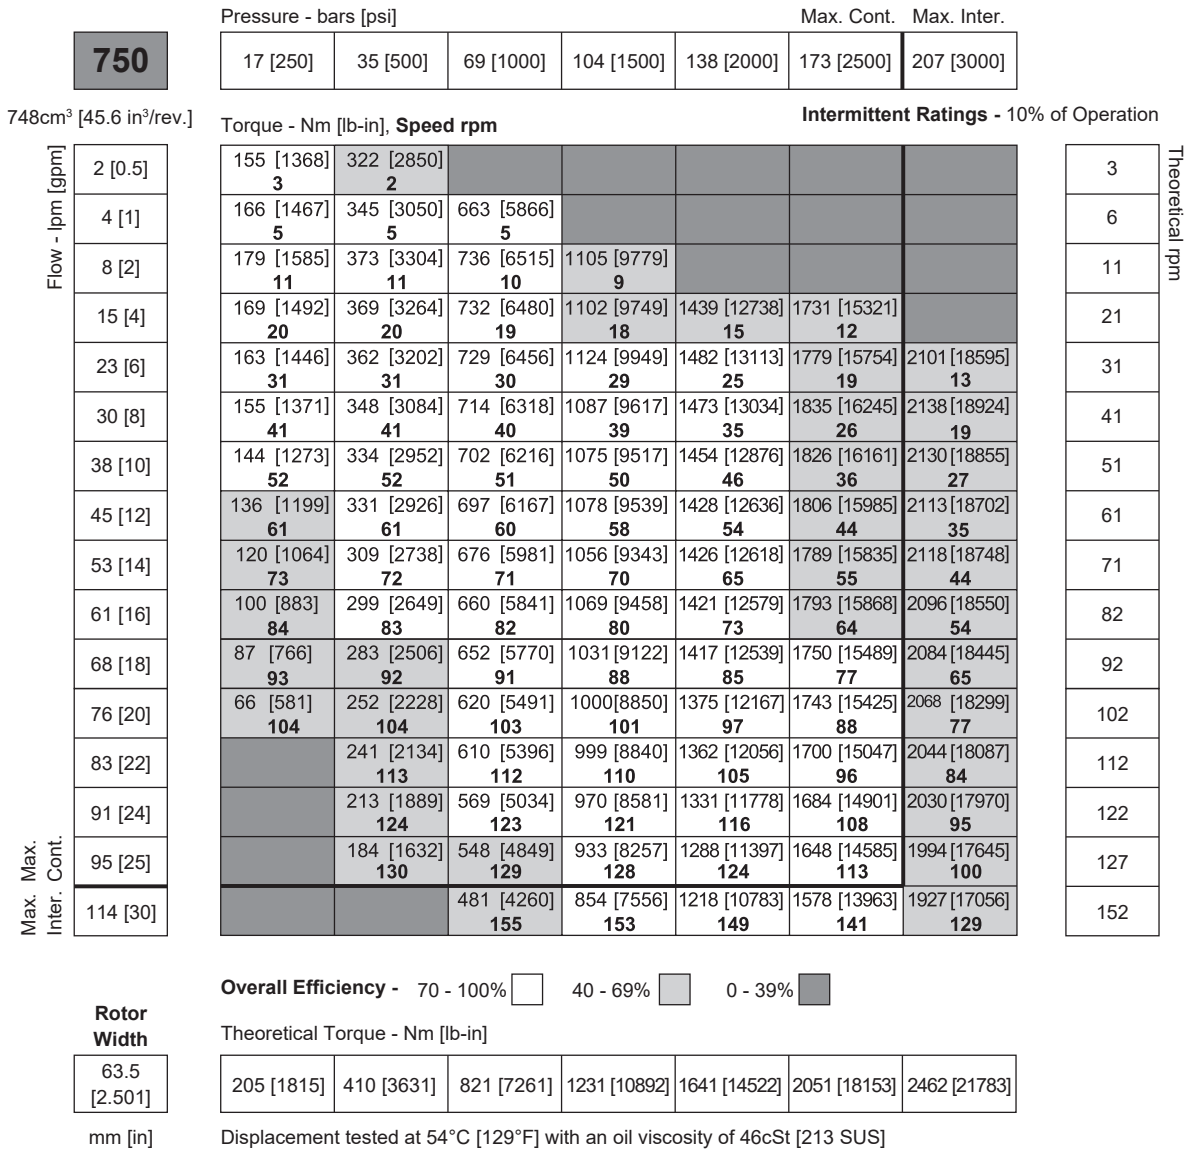 Pressure - bars [psi] Max. Cont. Max. Inter.
750 17 [250] 35 [500] 69 [1000] 104 [1500] 138 [2000] 173 [2500] 207 [3000]
748cm³ [45.6 in³/rev.] Torque - Nm [lb-in], Speed rpm Intermittent Ratings - 10% of Operation
Flow - lpm [gpm]
Theoretical rpm
2 [0.5] 155 [1368] 322 [2850] 3
3 2
4 [1] 166 [1467] 345 [3050] 663 [5866] 6
5 5 5
8 [2] 179 [1585] 373 [3304] 736 [6515] 1105 [9779] 11
11 11 10 9
15 [4] 169 [1492] 369 [3264] 732 [6480] 1102 [9749] 1439 [12738] 1731 [15321] 21
20 20 19 18 15 12
23 [6] 163 [1446] 362 [3202] 729 [6456] 1124 [9949] 1482 [13113] 1779 [15754] 2101 [18595] 31
31 31 30 29 25 19 13
30 [8] 155 [1371] 348 [3084] 714 [6318] 1087 [9617] 1473 [13034] 1835 [16245] 2138 [18924] 41
41 41 40 39 35 26 19
38 [10] 144 [1273] 334 [2952] 702 [6216] 1075 [9517] 1454 [12876] 1826 [16161] 2130 [18855] 51
52 52 51 50 46 36 27
45 [12] 136 [1199] 331 [2926] 697 [6167] 1078 [9539] 1428 [12636] 1806 [15985] 2113 [18702] 61
61 61 60 58 54 44 35
53 [14] 120 [1064] 309 [2738] 676 [5981] 1056 [9343] 1426 [12618] 1789 [15835] 2118 [18748] 71
73 72 71 70 65 55 44
61 [16] 100 [883] 299 [2649] 660 [5841] 1069 [9458] 1421 [12579] 1793 [15868] 2096 [18550] 82
84 83 82 80 73 64 54
68 [18] 87 [766] 283 [2506] 652 [5770] 1031 [9122] 1417 [12539] 1750 [15489] 2084 [18445] 92
93 92 91 88 85 77 65
76 [20] 66 [581] 252 [2228] 620 [5491] 1000[8850] 1375 [12167] 1743 [15425] 2068 [18299] 102
104 104 103 101 97 88 77
83 [22] 241 [2134] 610 [5396] 999 [8840] 1362 [12056] 1700 [15047] 2044 [18087] 112
113 112 110 105 96 84
91 [24] 213 [1889] 569 [5034] 970 [8581] 1331 [11778] 1684 [14901] 2030 [17970] 122
124 123 121 116 108 95
Max. Cont.
95 [25] 184 [1632] 548 [4849] 933 [8257] 1288 [11397] 1648 [14585] 1994 [17645] 127
130 129 128 124 113 100
Max. Inter.
114 [30] 481 [4260] 854 [7556] 1218 [10783] 1578 [13963] 1927 [17056] 152
155 153 149 141 129
Overall Efficiency - 70 - 100% 40 - 69% 0 - 39%
Rotor
Width
Theoretical Torque - Nm [lb-in]
63.5
[2.501]
205 [1815] 410 [3631] 821 [7261] 1231 [10892] 1641 [14522] 2051 [18153] 2462 [21783]
mm [in] Displacement tested at 54°C [129°F] with an oil viscosity of 46cSt [213 SUS]